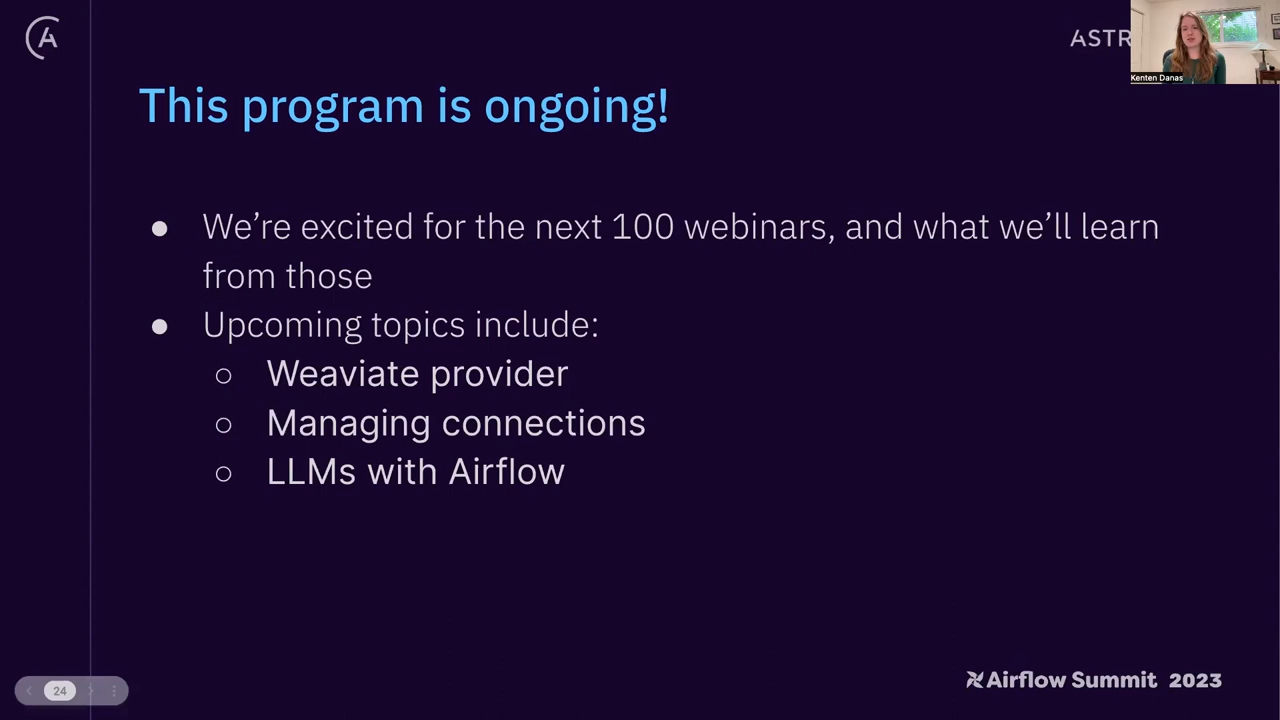 ASTR
Kenten Danas
This program is ongoing!
● We’re excited for the next 100 webinars, and what we’ll learn
from those
● Upcoming topics include:
○ Weaviate provider
○ Managing connections
○ LLMs with Airflow
24
Airflow Summit 2023